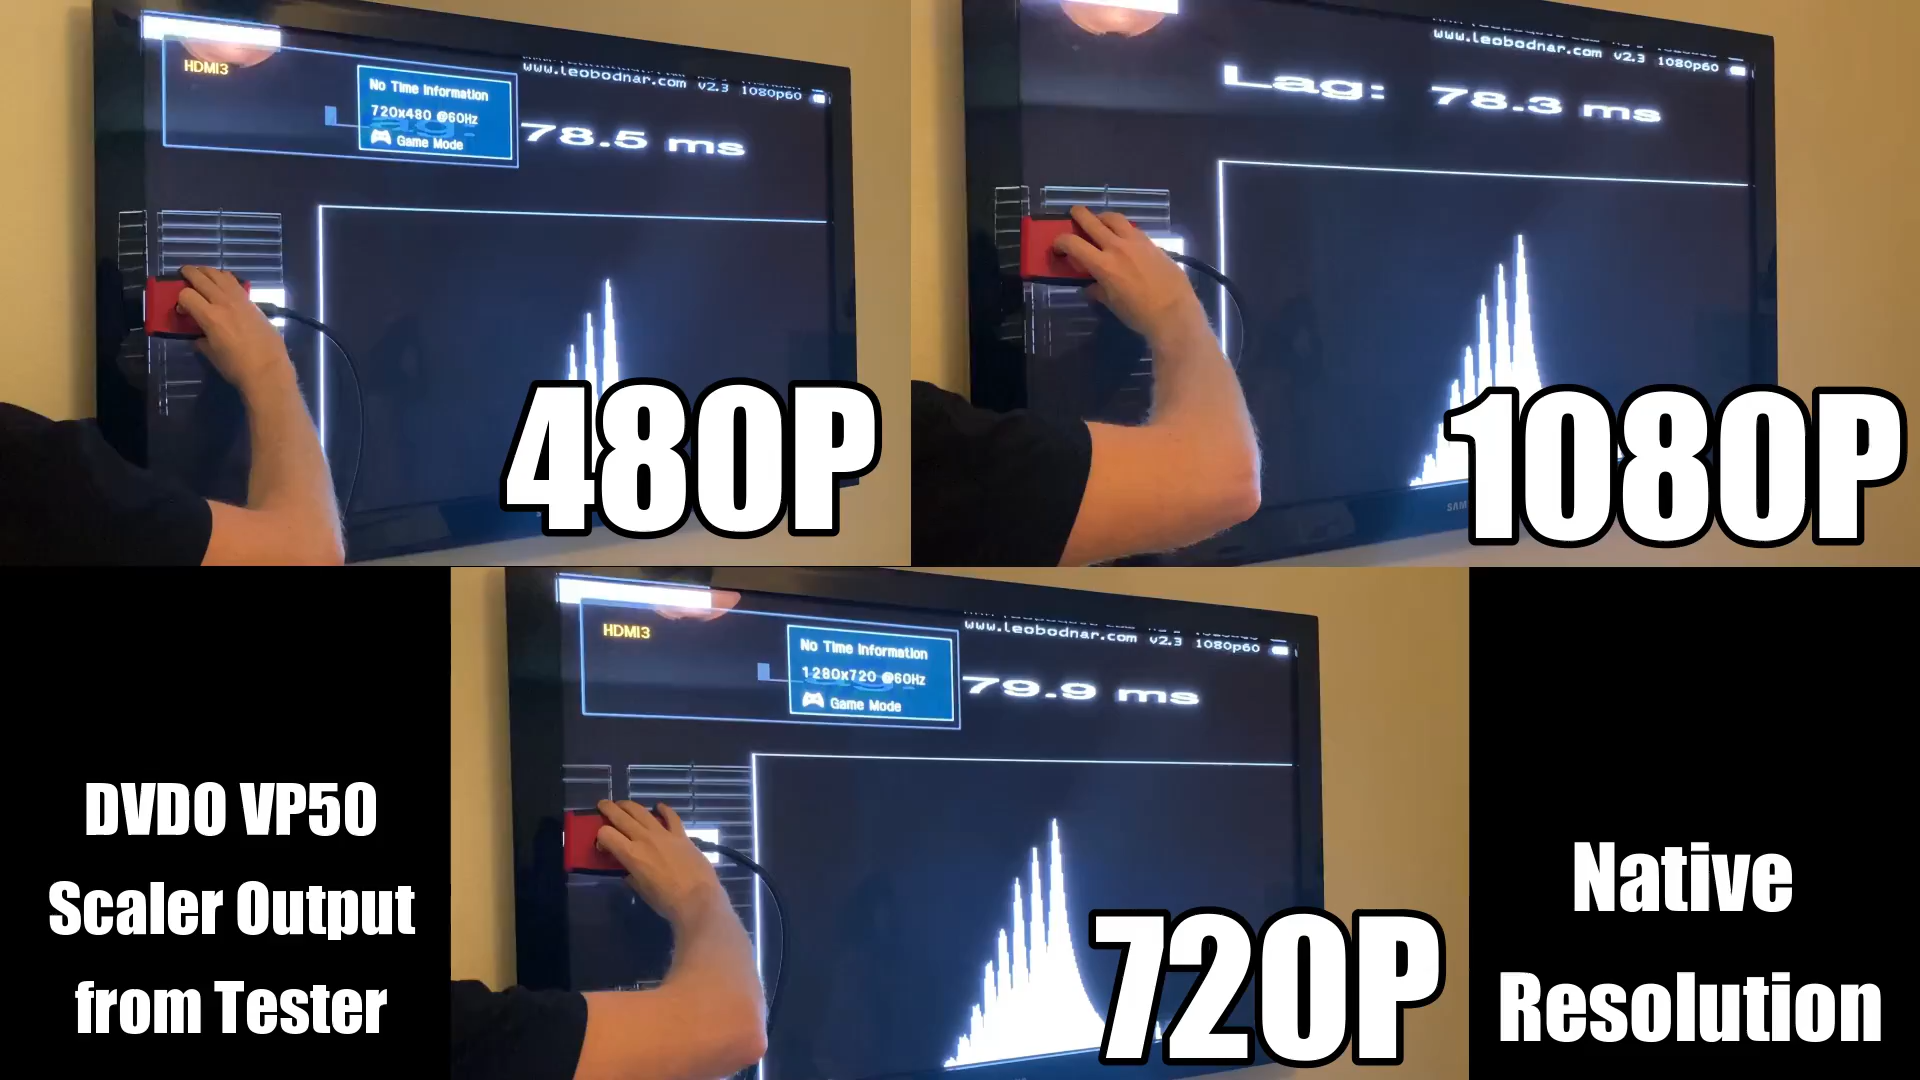 HDMI3
No Time Information
720x480 @60Hz
Game Mode
www.leobodnar.com v2.3 1080p60
Lag:
78.5 ms
480P
www.leobodnar.com v2.3 1080p60
Lag: 78.3 ms
SAM
1080P
HDMI3
No Time Information
1280x720 @60Hz
Game Mode
www.leobodnar.com v2.3 1080p60
79.9 ms
720P
DVDO VP50
Scaler Output
from Tester
Native
Resolution